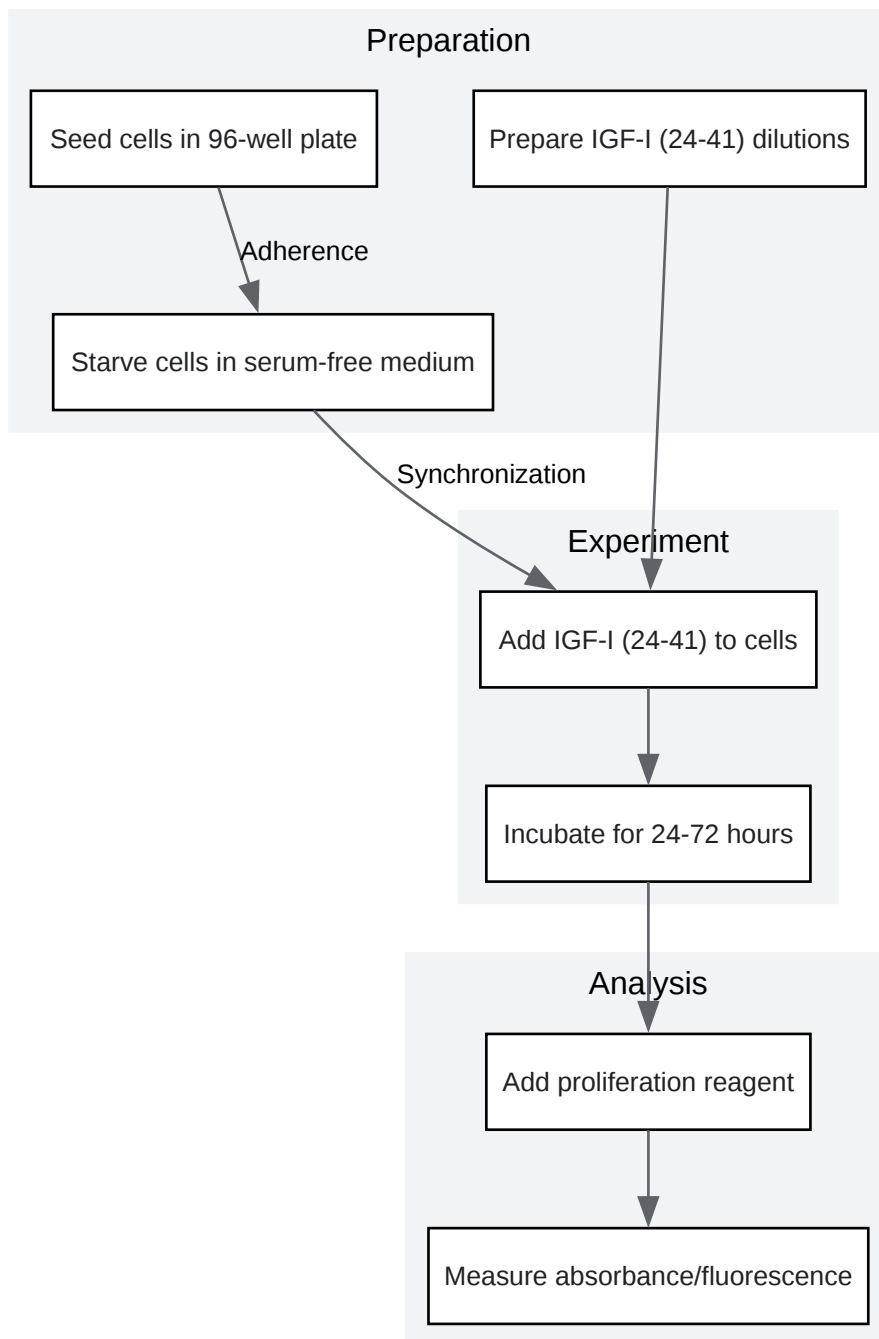 Preparation
Seed cells in 96-well plate
Prepare IGF-I (24-41) dilutions
Adherence
Starve cells in serum-free medium
Synchronization
Experiment
Add IGF-I (24-41) to cells
Incubate for 24-72 hours
Analysis
Add proliferation reagent
Measure absorbance/fluorescence